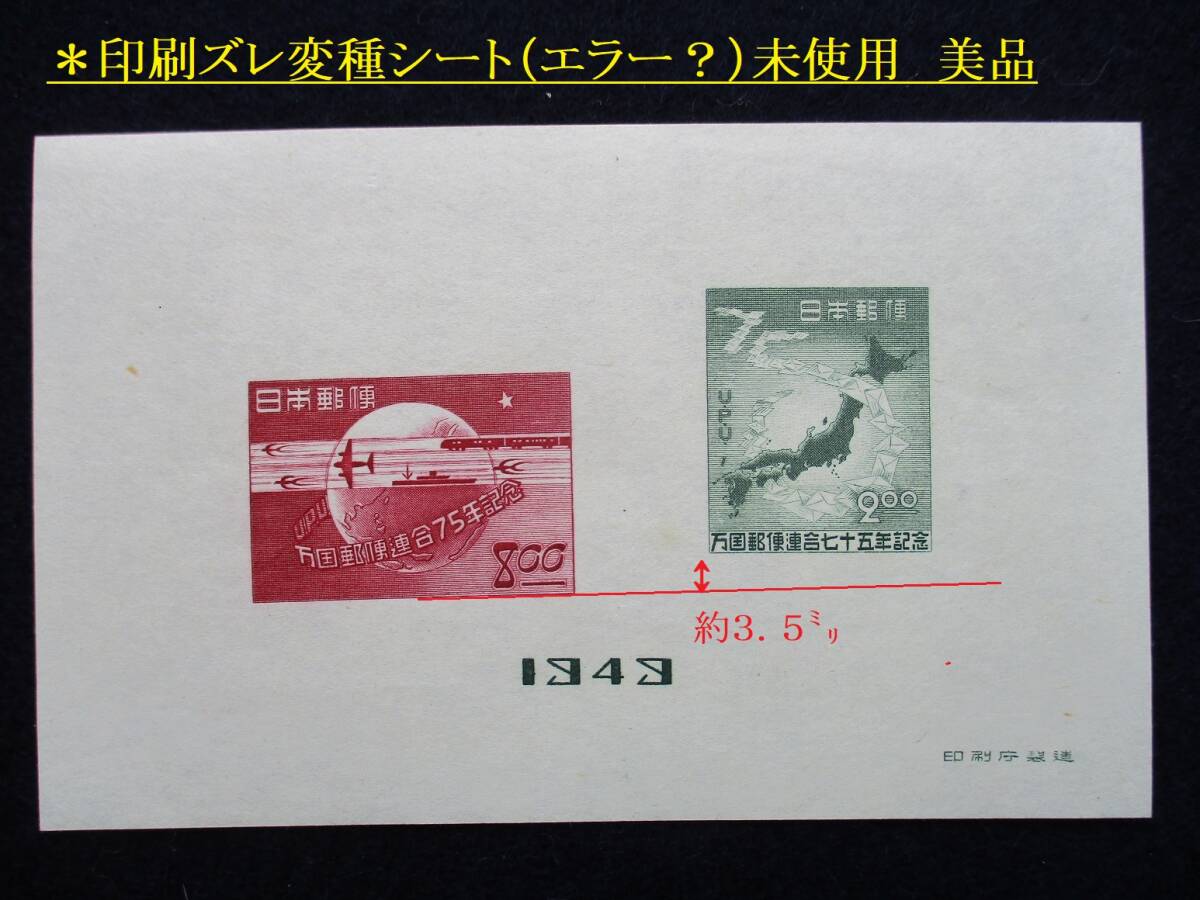 ＊印刷ズレ変種シート(エラー？)未使用　美品
日本郵便
UPU
万国郵便連合75年記念
8.00
日本郵便
75
UPU
2.00
万国郵便連合七十五年記念
約3．5㍉
1949
印刷庁製造